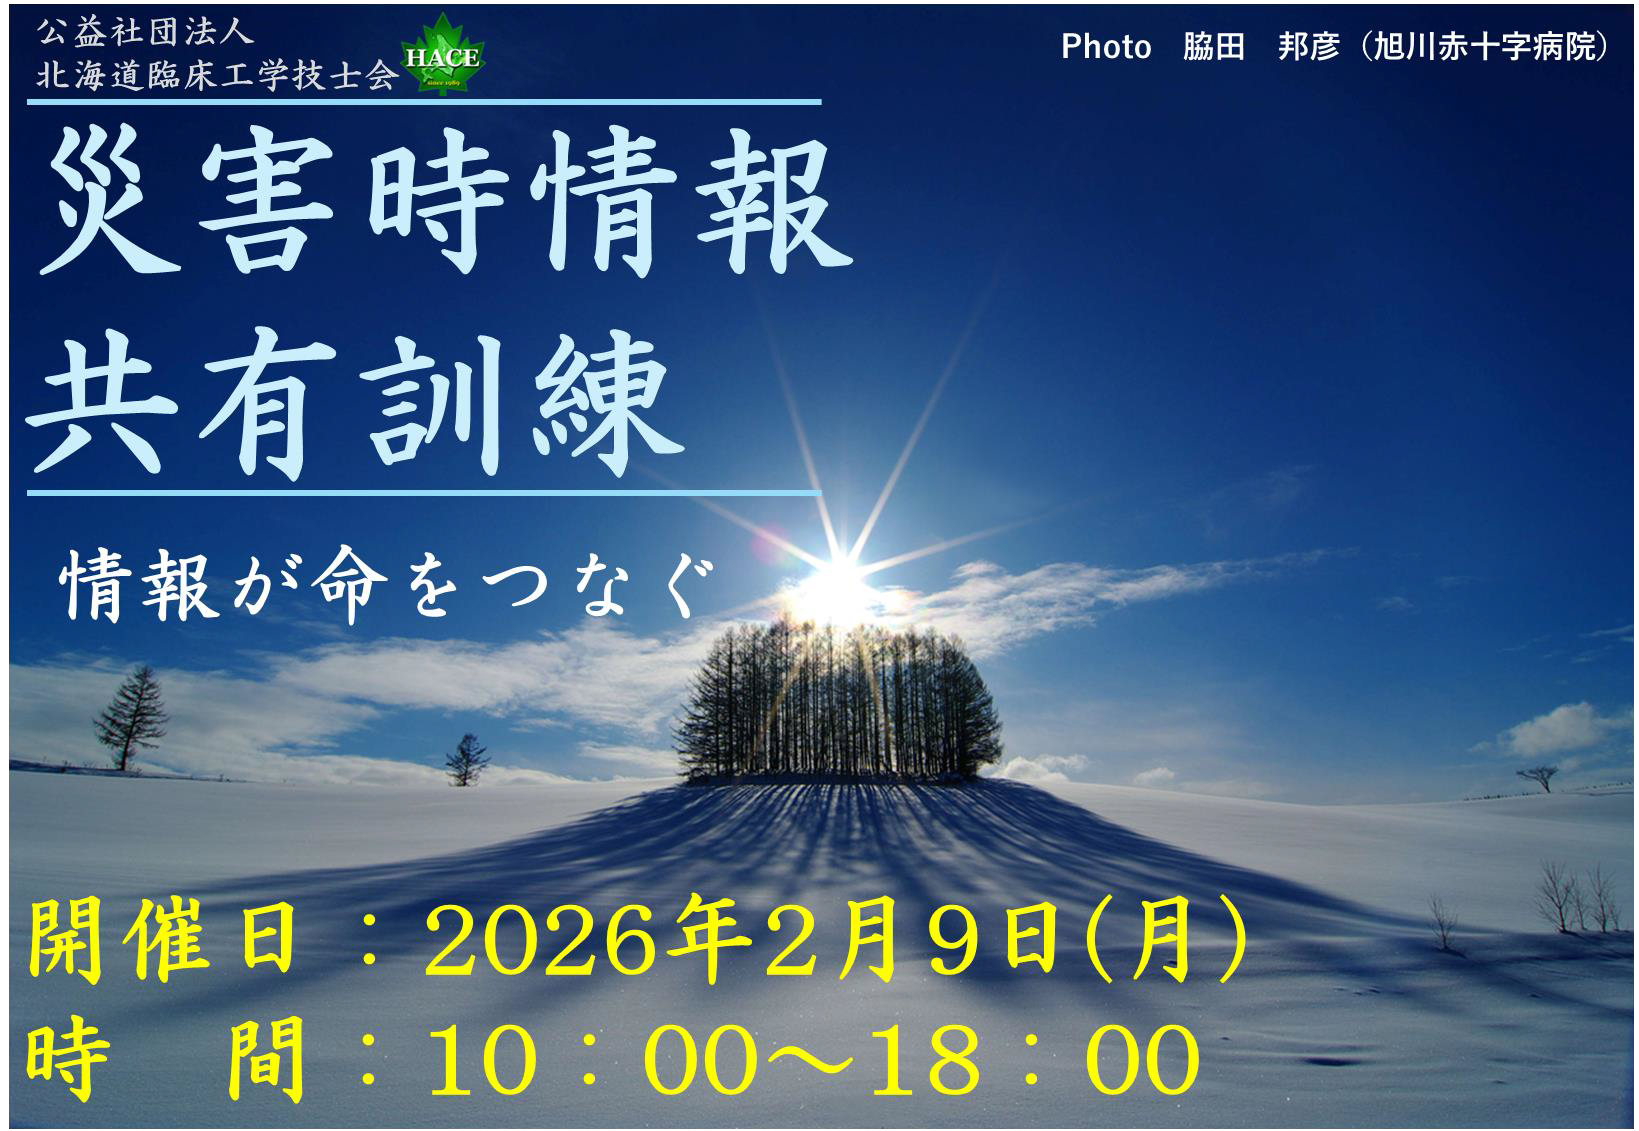 公益社団法人
北海道臨床工学技士会
HACE
since 1989
Photo　脇田　邦彦（旭川赤十字病院）
災害時情報
共有訓練
情報が命をつなぐ
開催日：2026年2月9日(月)
時　間：10：00～18：00